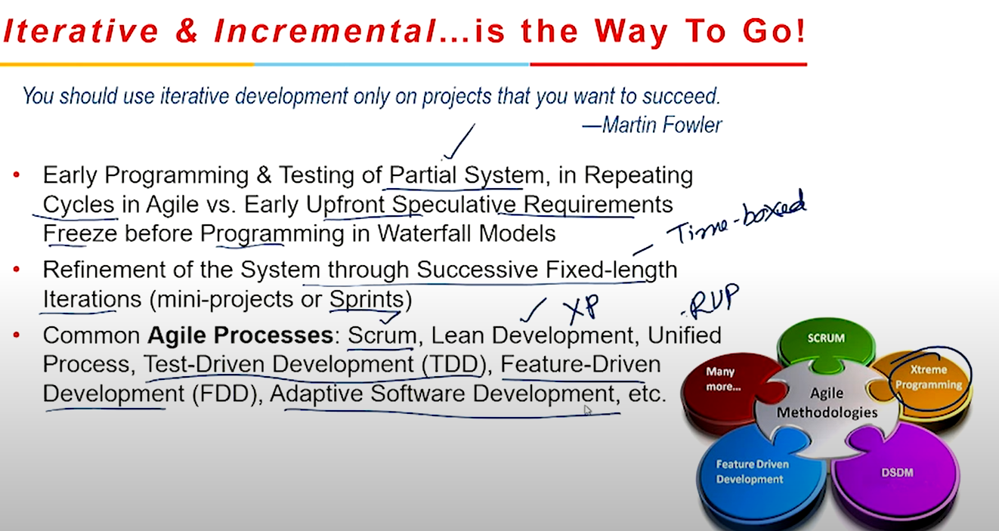 Iterative & Incremental...is the Way To Go!
You should use iterative development only on projects that you want to succeed.
—Martin Fowler
• Early Programming & Testing of Partial System, in Repeating
Cycles in Agile vs. Early Upfront Speculative Requirements
Freeze before Programming in Waterfall Models
Time-boxed
• Refinement of the System through Successive Fixed-length
Iterations (mini-projects or Sprints)
XP
RUP
• Common Agile Processes: Scrum, Lean Development, Unified
Process, Test-Driven Development (TDD), Feature-Driven
Development (FDD), Adaptive Software Development, etc.
SCRUM
Many
more...
Xtreme
Programming
Agile
Methodologies
Feature Driven
Development
DSDM